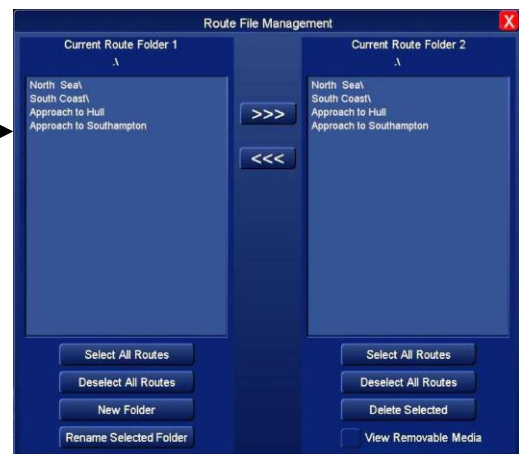 Route File Management
X
Current Route Folder 1
.\
North Sea\
South Coast\
Approach to Hull
Approach to Southampton
Select All Routes
Deselect All Routes
New Folder
Rename Selected Folder
>>>
<<<
Current Route Folder 2
.\
North Sea\
South Coast\
Approach to Hull
Approach to Southampton
Select All Routes
Deselect All Routes
Delete Selected
View Removable Media